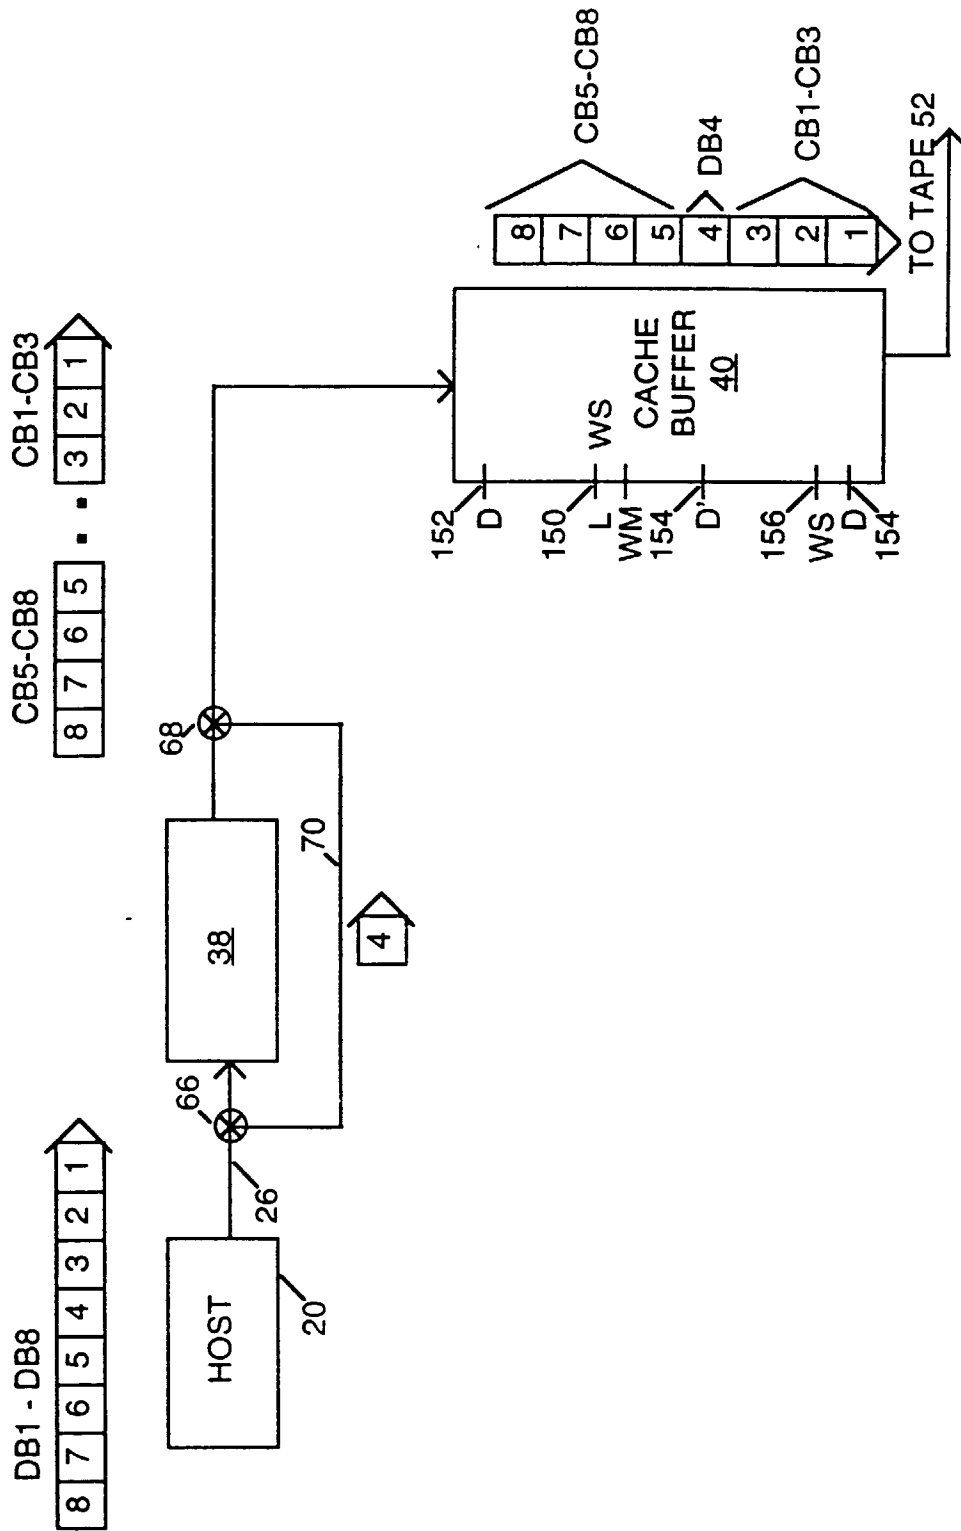 DB1 - DB8
8 7 6 5 4 3 2 1
CB5-CB8
8 7 6 5
CB1-CB3
3 2 1
HOST
20
26
66
38
68
70
4
152
D
150
L
WS
WM
154
D'
156
WS
D
154
CACHE
BUFFER
40
8
7
6
5
4
3
2
1
CB5-CB8
DB4
CB1-CB3
TO TAPE 52